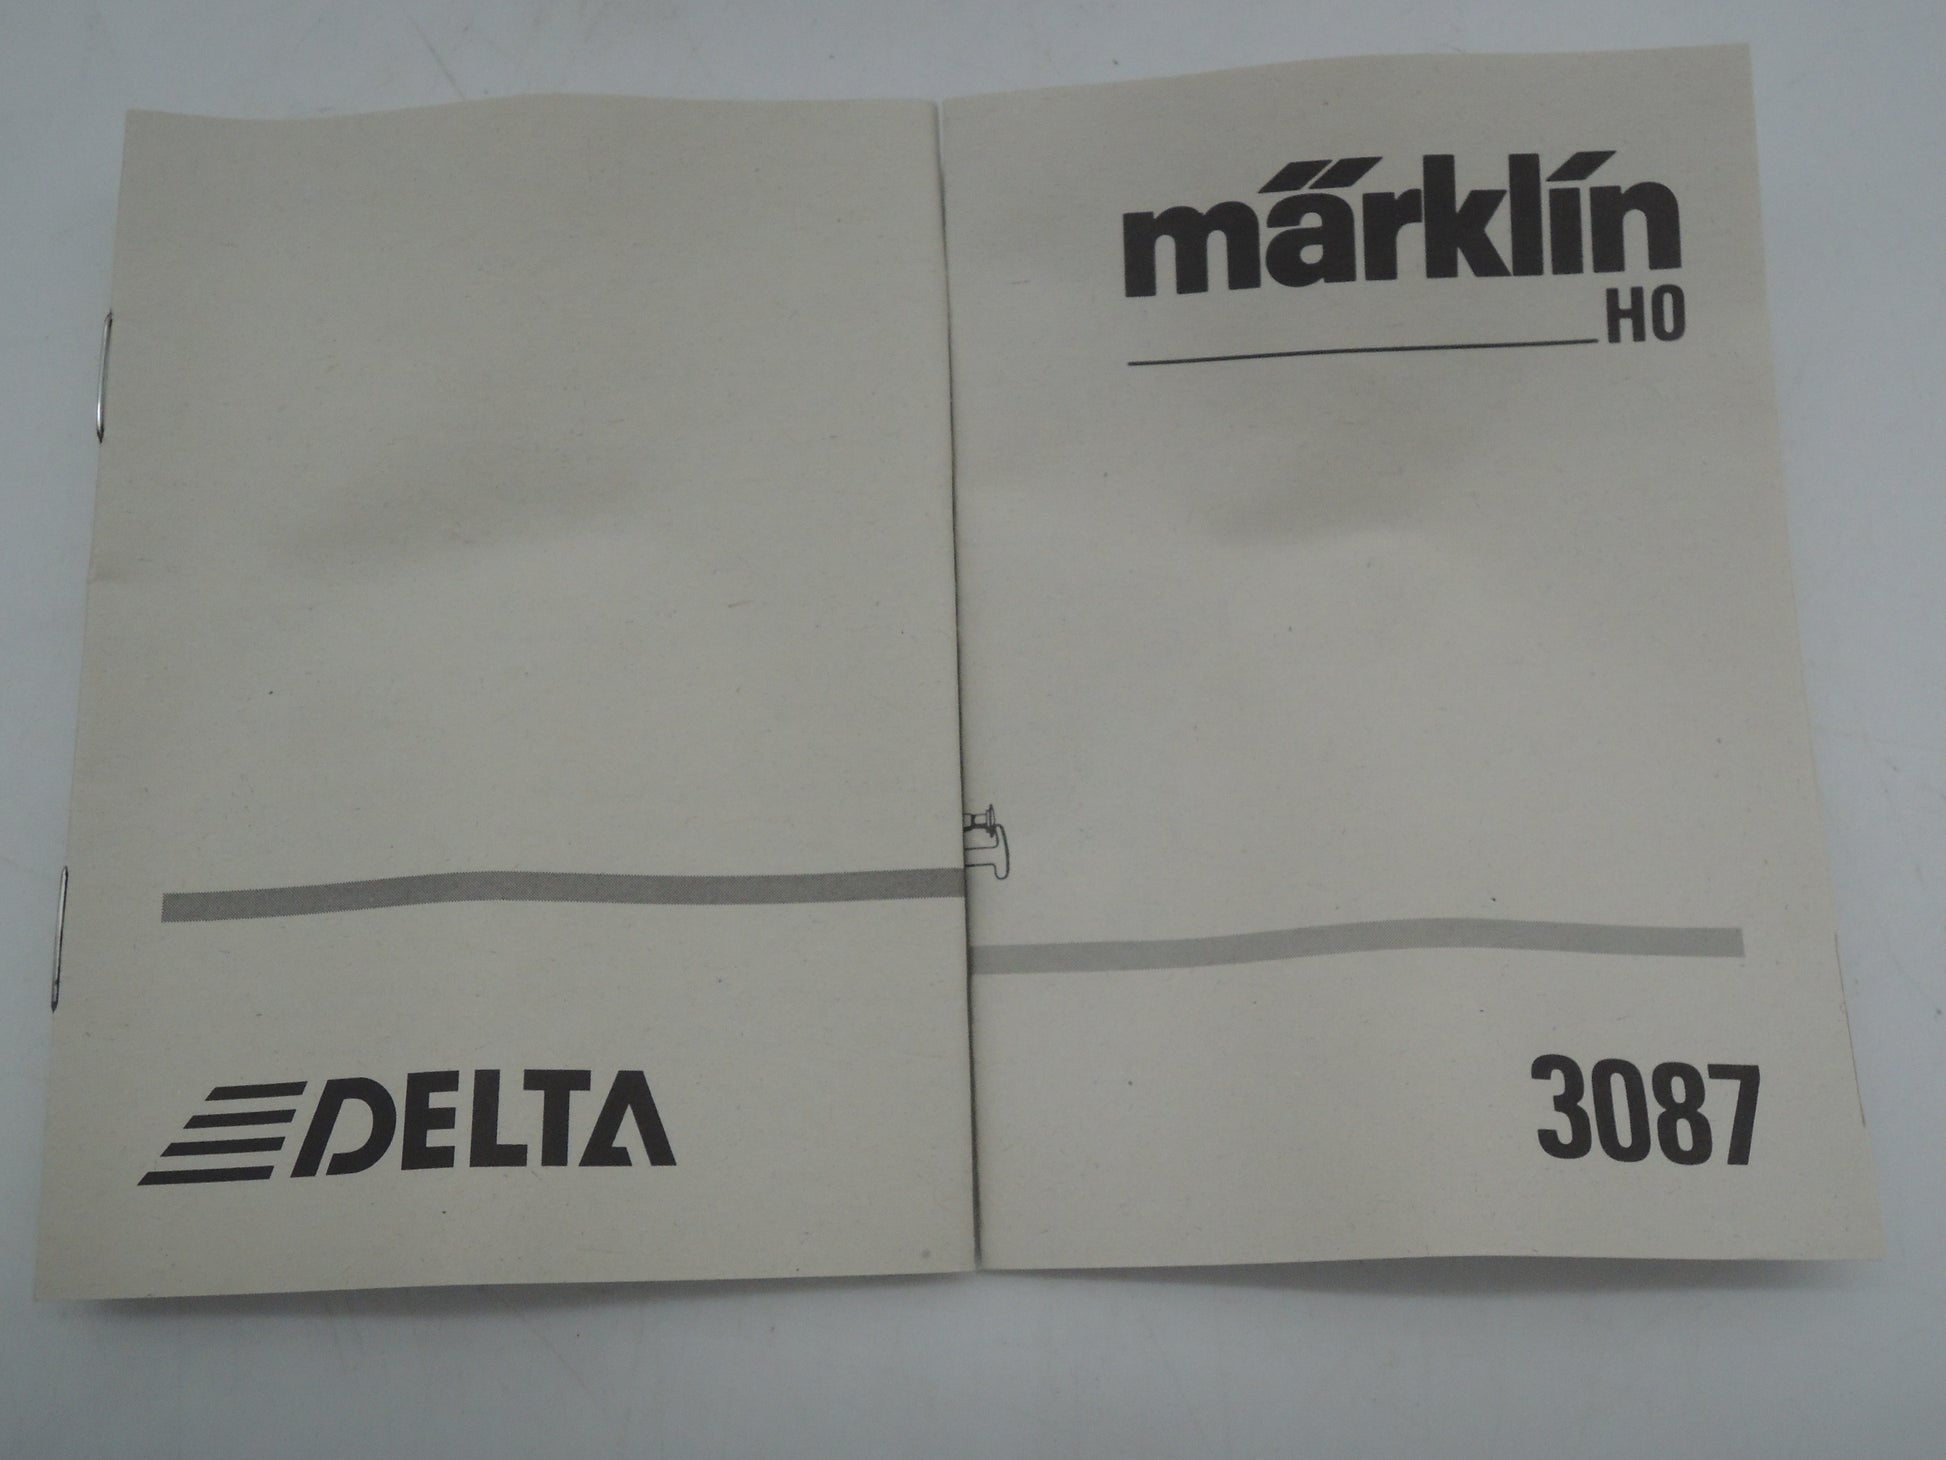 DELTA
märklin
HO
3087